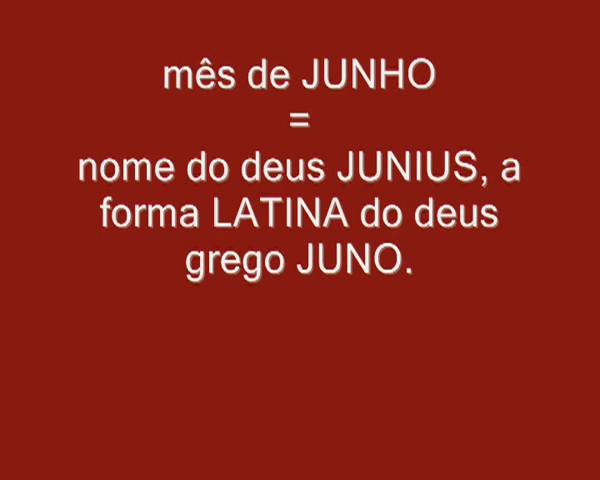 mês de JUNHO
=
nome do deus JUNIUS, a
forma LATINA do deus
grego JUNO.